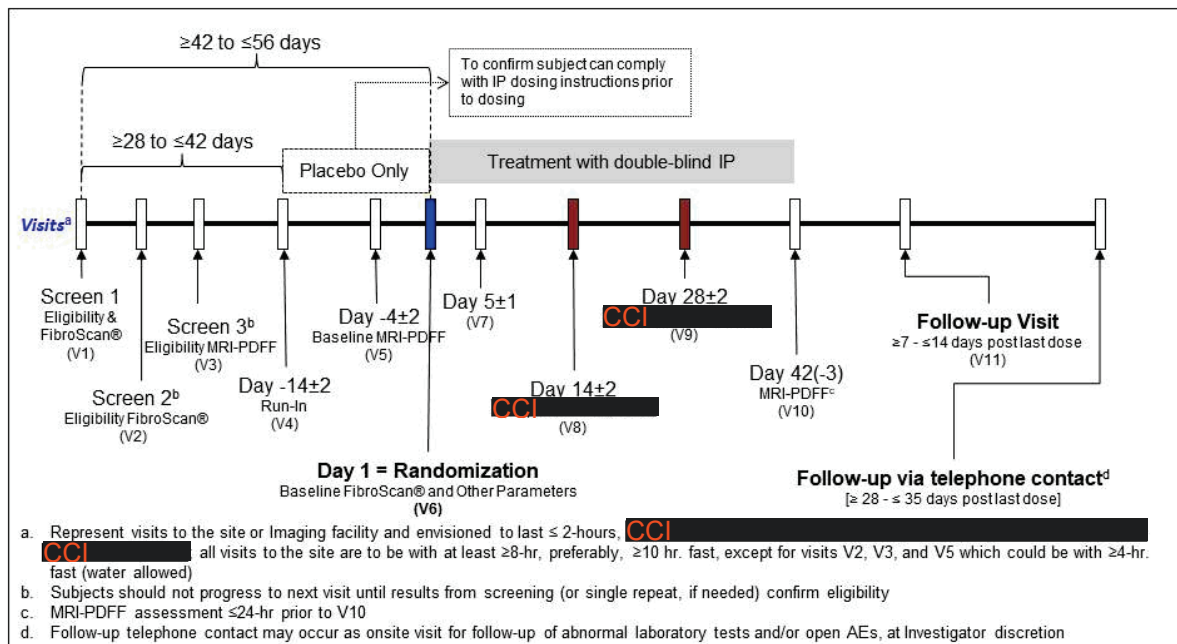 ≥42 to ≤56 days
To confirm subject can comply
with IP dosing instructions prior
to dosing
≥28 to ≤42 days
Placebo Only
Treatment with double-blind IP
Visitsᵃ
Screen 1
Eligibility &
FibroScan®
(V1)
Screen 2ᵇ
Eligibility FibroScan®
(V2)
Screen 3ᵇ
Eligibility MRI-PDFF
(V3)
Day -14±2
Run-In
(V4)
Day -4±2
Baseline MRI-PDFF
(V5)
Day 1 = Randomization
Baseline FibroScan® and Other Parameters
(V6)
Day 5±1
(V7)
Day 14±2
CCI
(V8)
Day 28±2
CCI
(V9)
Day 42(-3)
MRI-PDFFᶜ
(V10)
Follow-up Visit
≥7 - ≤14 days post last dose
(V11)
Follow-up via telephone contactᵈ
[≥ 28 - ≤ 35 days post last dose]
a. Represent visits to the site or Imaging facility and envisioned to last ≤ 2-hours, CCI
CCI all visits to the site are to be with at least ≥8-hr, preferably, ≥10 hr. fast, except for visits V2, V3, and V5 which could be with ≥4-hr.
fast (water allowed)
b. Subjects should not progress to next visit until results from screening (or single repeat, if needed) confirm eligibility
c. MRI-PDFF assessment ≤24-hr prior to V10
d. Follow-up telephone contact may occur as onsite visit for follow-up of abnormal laboratory tests and/or open AEs, at Investigator discretion